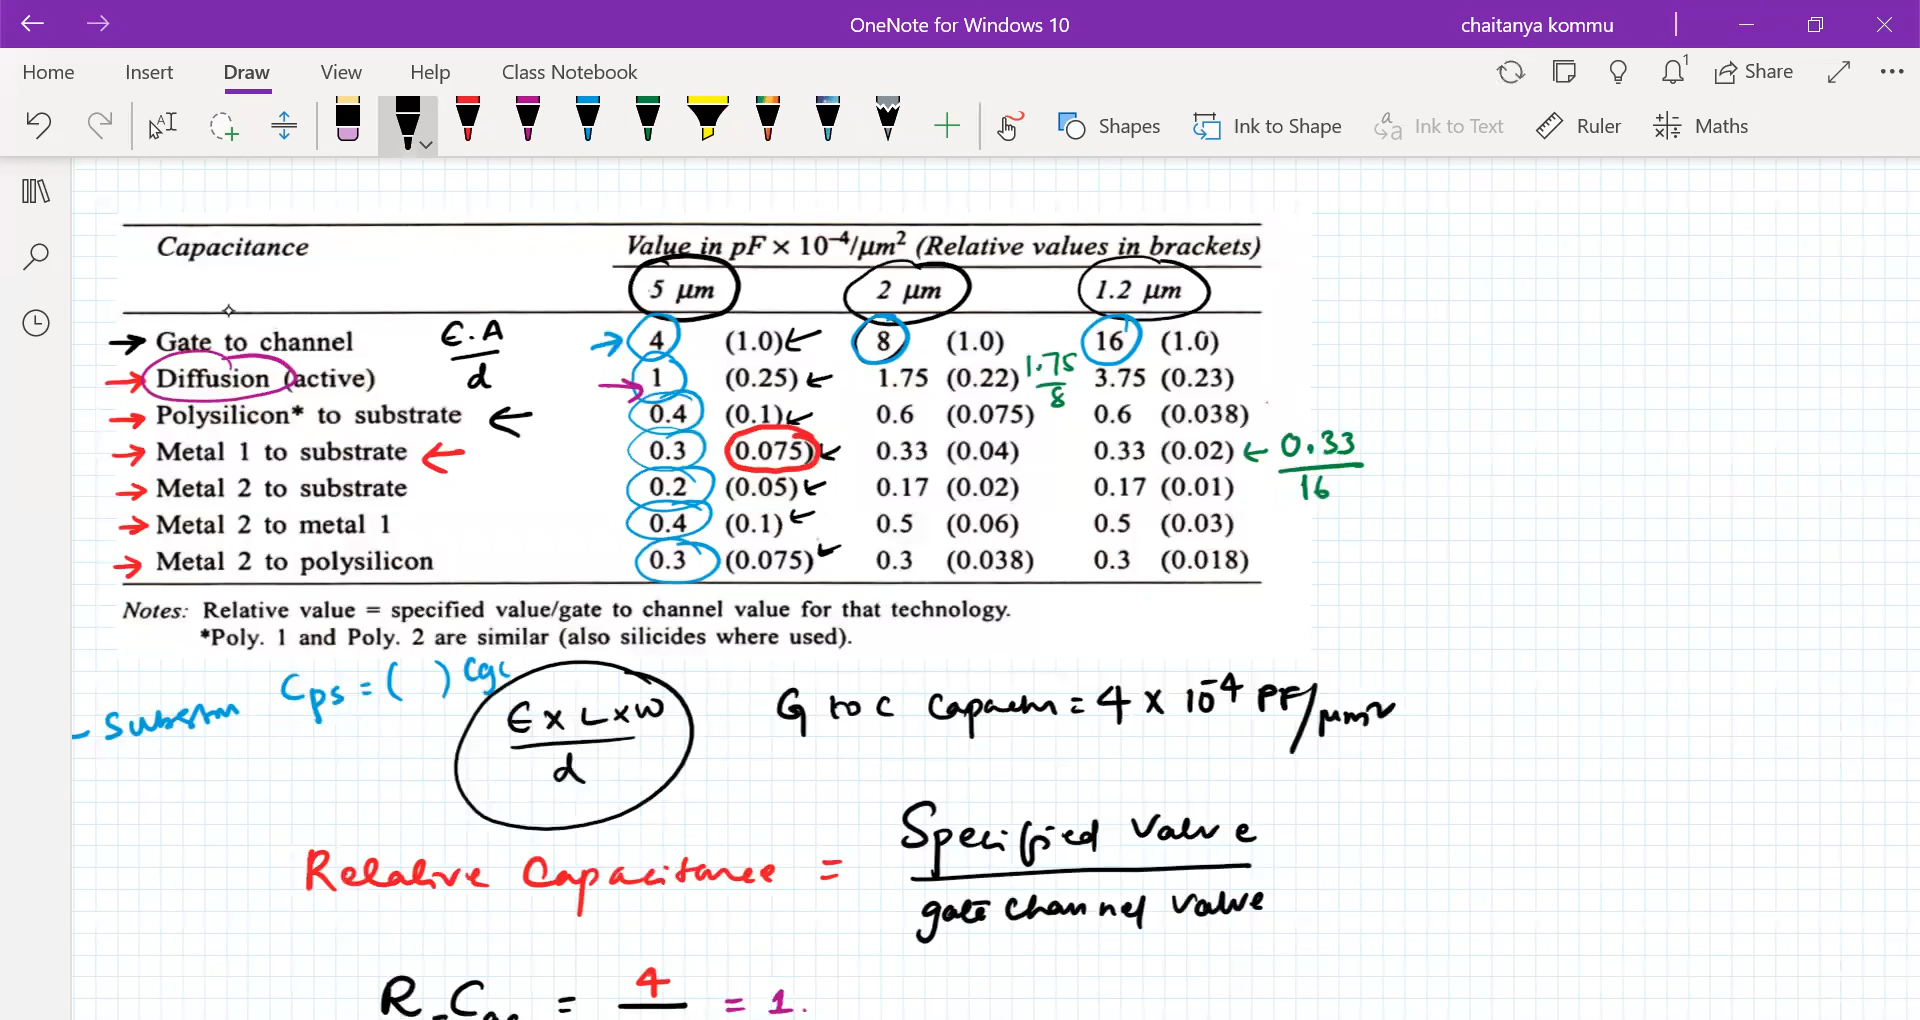 OneNote for Windows 10
chaitanya kommu
Home Insert Draw View Help Class Notebook
1
Share
Shapes Ink to Shape Ink to Text Ruler Maths
Capacitance Value in pF × 10⁻⁴/μm² (Relative values in brackets)
5 μm 2 μm 1.2 μm
Gate to channel 4 (1.0) 8 (1.0) 16 (1.0)
Є.A
d
Diffusion (active) 1 (0.25) 1.75 (0.22) 3.75 (0.23)
1.75
8
Polysilicon* to substrate 0.4 (0.1) 0.6 (0.075) 0.6 (0.038)
Metal 1 to substrate 0.3 0.075) 0.33 (0.04) 0.33 (0.02)
0.33
16
Metal 2 to substrate 0.2 (0.05) 0.17 (0.02) 0.17 (0.01)
Metal 2 to metal 1 0.4 (0.1) 0.5 (0.06) 0.5 (0.03)
Metal 2 to polysilicon 0.3 (0.075) 0.3 (0.038) 0.3 (0.018)
Notes: Relative value = specified value/gate to channel value for that technology.
*Poly. 1 and Poly. 2 are similar (also silicides where used).
Cps = ( ) Cgc
Є × L × W
d
G to C = 4 × 10⁻⁴ PF/μm²
Specified Value
Relative Capacitance =
gate channel value
4
R = = 1.